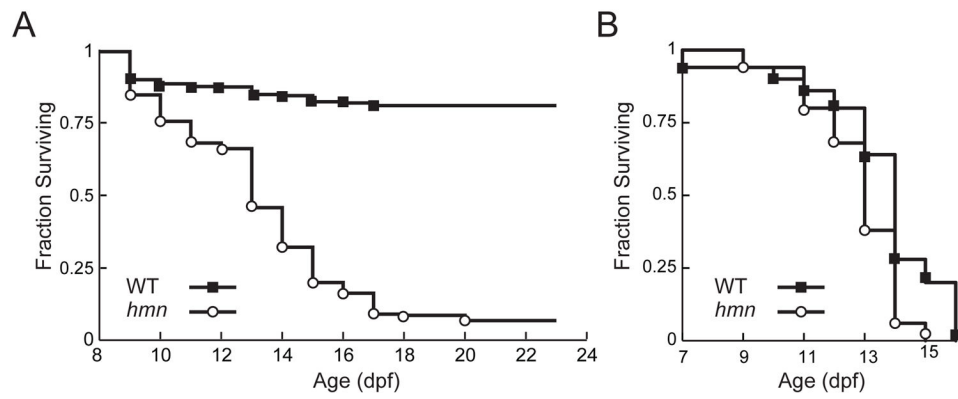 A
Fraction Surviving
1
0.75
0.5
0.25
0
WT
hmn
8 10 12 14 16 18 20 22 24
Age (dpf)
B
Fraction Surviving
1
0.75
0.5
0.25
0
WT
hmn
7 9 11 13 15
Age (dpf)